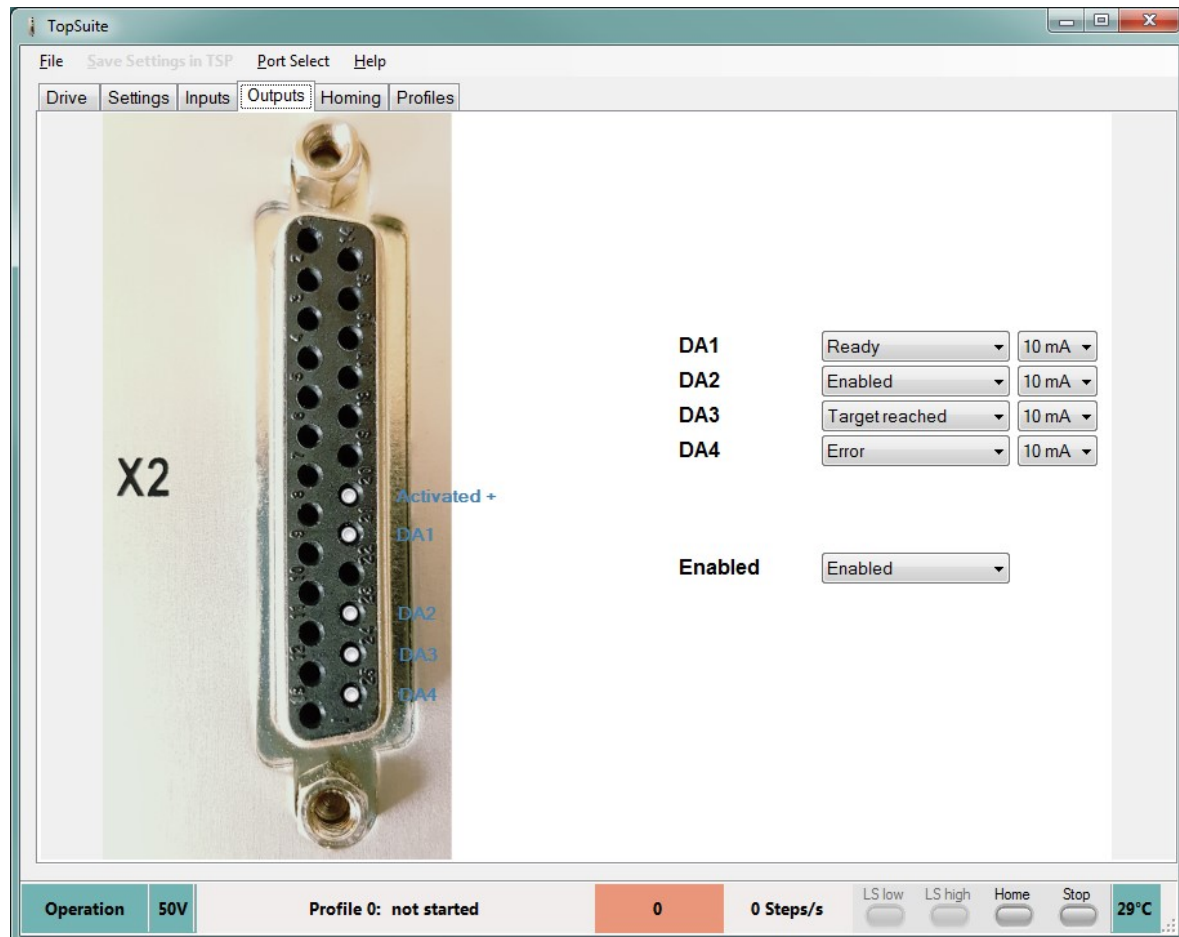 TopSuite
File Save Settings in TSP Port Select Help
Drive Settings Inputs Outputs Homing Profiles
X2
Activated +
DA1
DA2
DA3
DA4
DA1 Ready 10 mA
DA2 Enabled 10 mA
DA3 Target reached 10 mA
DA4 Error 10 mA
Enabled Enabled
Operation 50V Profile 0: not started 0 0 Steps/s LS low LS high Home Stop 29°C